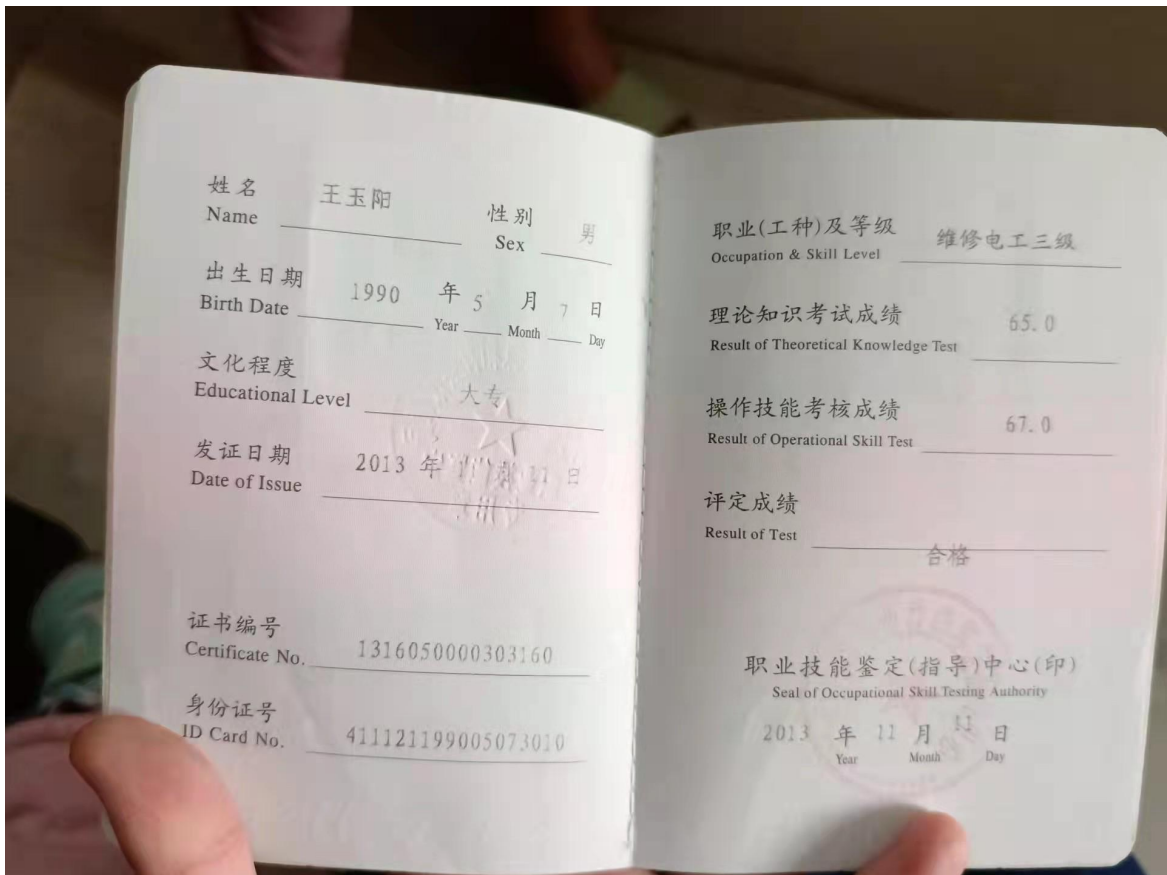 姓名 王玉阳 性别 男
Name Sex
出生日期 1990 年 5 月 7 日
Birth Date Year Month Day
文化程度 大专
Educational Level
发证日期 2013 年 11 11 日
Date of Issue
证书编号 1316050000303160
Certificate No.
身份证号 411121199005073010
ID Card No.
职业(工种)及等级 维修电工三级
Occupation & Skill Level
理论知识考试成绩 65.0
Result of Theoretical Knowledge Test
操作技能考核成绩 67.0
Result of Operational Skill Test
评定成绩
Result of Test
合格
职业技能鉴定(指导)中心(印)
Seal of Occupational Skill Testing Authority
2013 年 11 月 11 日
Year Month Day